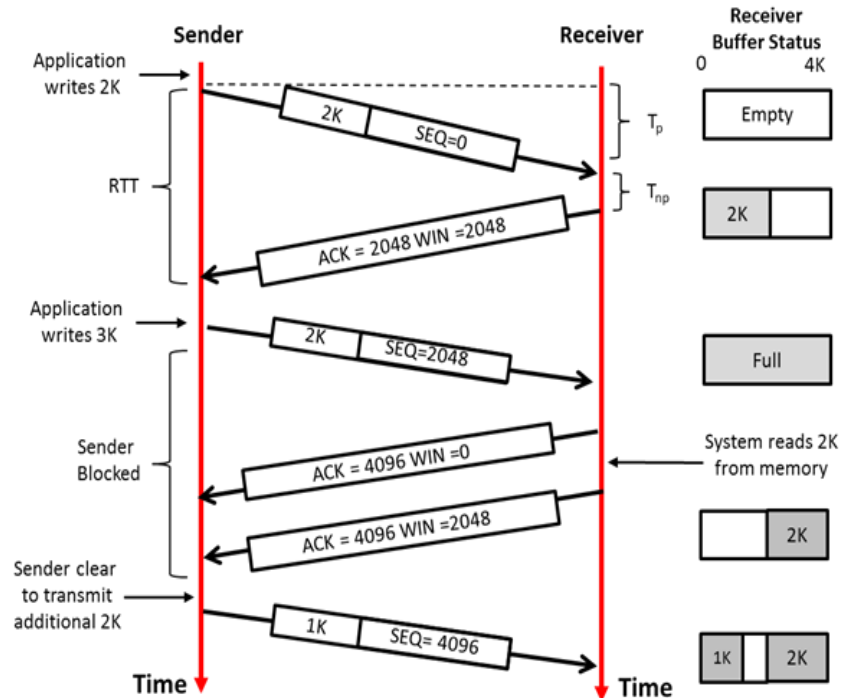 Sender
Receiver
Receiver
Buffer Status
0
4K
Application
writes 2K
2K
SEQ=0
Tp
Empty
RTT
Tnp
2K
ACK = 2048 WIN =2048
Application
writes 3K
2K
SEQ=2048
Full
Sender
Blocked
ACK = 4096 WIN =0
System reads 2K
from memory
ACK = 4096 WIN =2048
2K
Sender clear
to transmit
additional 2K
1K
SEQ= 4096
1K
2K
Time
Time